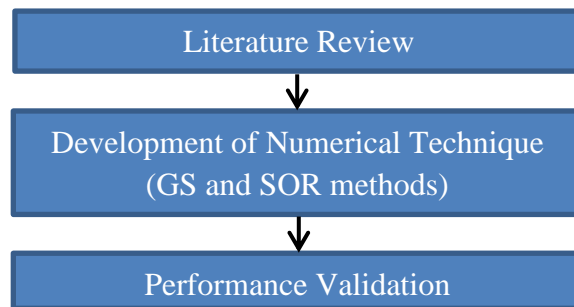 Literature Review
Development of Numerical Technique
(GS and SOR methods)
Performance Validation